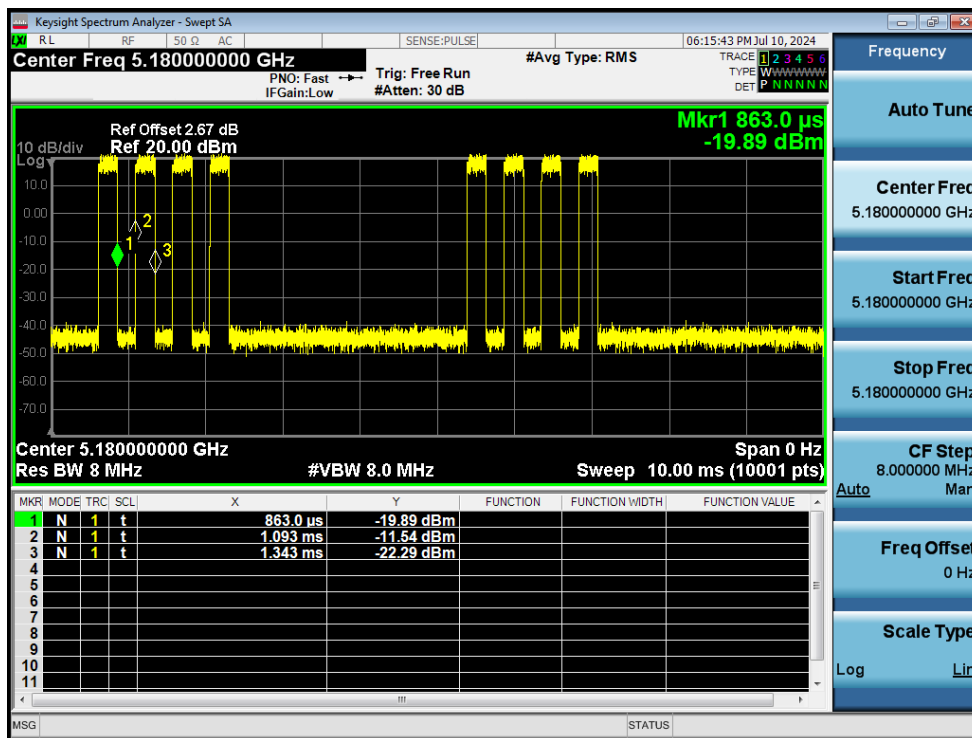 Keysight Spectrum Analyzer - Swept SA
LXI RL RF 50 Ω AC SENSE:PULSE 06:15:43 PM Jul 10, 2024
Center Freq 5.180000000 GHz
#Avg Type: RMS
TRACE 1 2 3 4 5 6
PNO: Fast
Trig: Free Run
TYPE WWWWWW
IFGain:Low
#Atten: 30 dB
DET P N N N N N
Mkr1 863.0 µs
-19.89 dBm
Ref Offset 2.67 dB
10 dB/div Ref 20.00 dBm
Log
10.0
0.00
-10.0
-20.0
-30.0
-40.0
-50.0
-60.0
-70.0
1
2
3
Center 5.180000000 GHz Span 0 Hz
Res BW 8 MHz #VBW 8.0 MHz Sweep 10.00 ms (10001 pts)
MKR MODE TRC SCL X Y FUNCTION FUNCTION WIDTH FUNCTION VALUE
1 N 1 t 863.0 µs -19.89 dBm
2 N 1 t 1.093 ms -11.54 dBm
3 N 1 t 1.343 ms -22.29 dBm
4
5
6
7
8
9
10
11
MSG STATUS
Frequency
Auto Tune
Center Freq
5.180000000 GHz
Start Freq
5.180000000 GHz
Stop Freq
5.180000000 GHz
CF Step
8.000000 MHz
Auto Man
Freq Offset
0 Hz
Scale Type
Log Lin